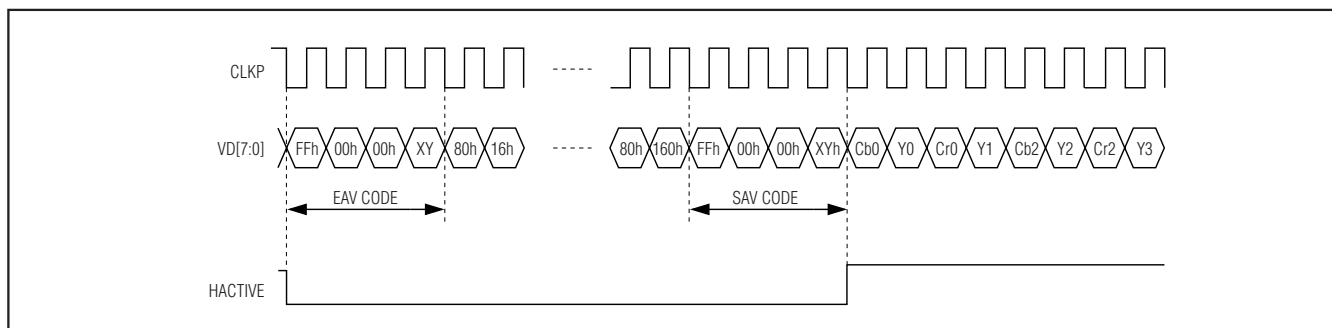 CLKP
VD[7:0] FFh 00h 00h XY 80h 16h 80h 160h FFh 00h 00h XYh Cb0 Y0 Cr0 Y1 Cb2 Y2 Cr2 Y3
EAV CODE SAV CODE
HACTIVE